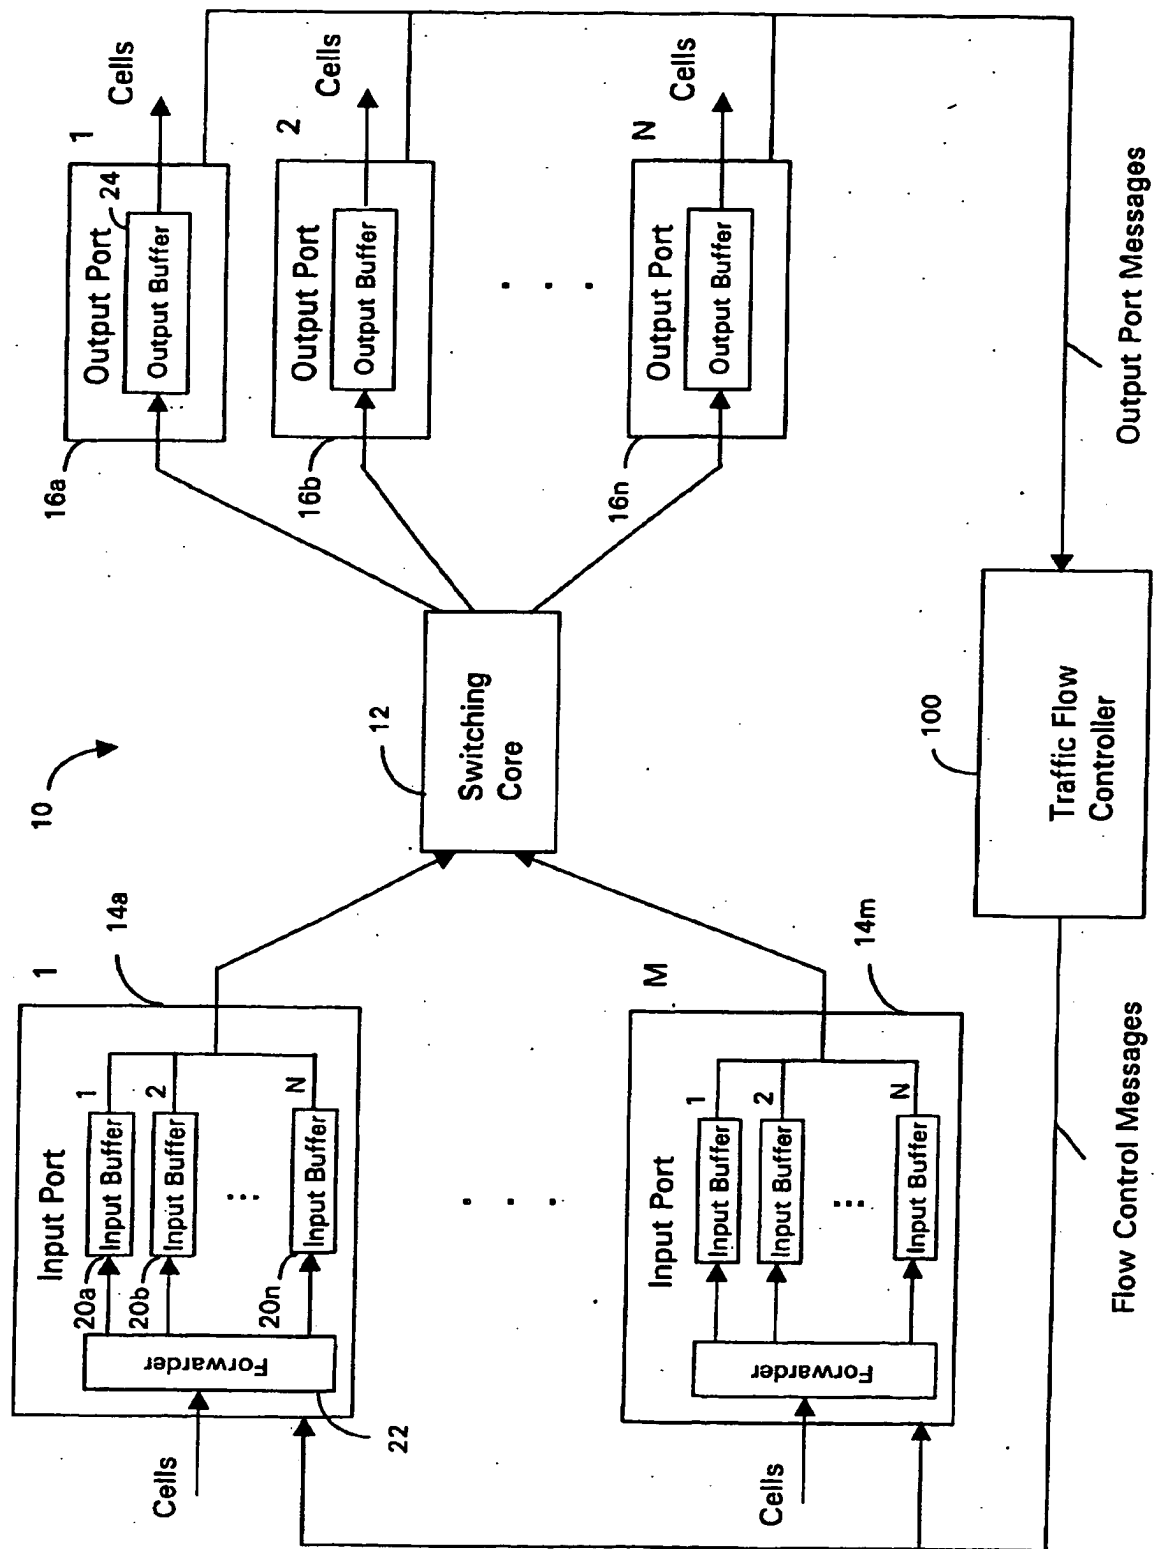 10
Input Port
1
14a
Cells
Forwarder
22
20a
Input Buffer
1
20b
Input Buffer
2
...
20n
Input Buffer
N
. . .
Input Port
M
14m
Cells
Forwarder
Input Buffer
1
Input Buffer
2
...
Input Buffer
N
12
Switching
Core
16a
Output Port
1
24
Output Buffer
Cells
16b
Output Port
2
Output Buffer
Cells
. . .
16n
Output Port
N
Output Buffer
Cells
100
Traffic Flow
Controller
Flow Control Messages
Output Port Messages